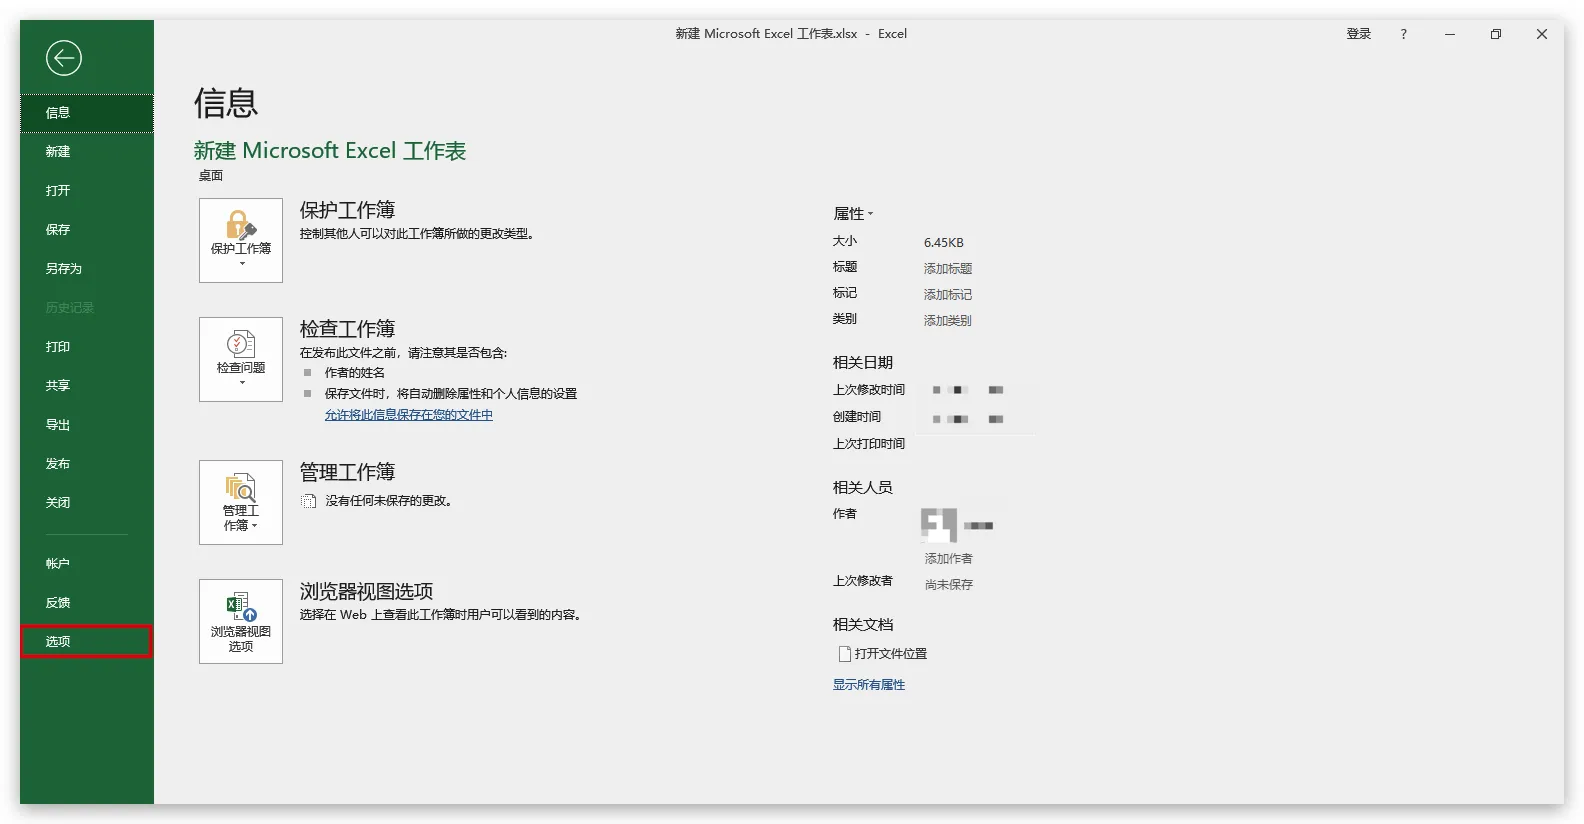 新建 Microsoft Excel 工作表.xlsx - Excel
登录
?
信息
新建
打开
保存
另存为
历史记录
打印
共享
导出
发布
关闭
帐户
反馈
选项
信息
新建 Microsoft Excel 工作表
桌面
保护工作簿
保护工作簿
控制其他人可以对此工作簿所做的更改类型。
检查问题
检查工作簿
在发布此文件之前，请注意其是否包含:
作者的姓名
保存文件时，将自动删除属性和个人信息的设置
允许将此信息保存在您的文件中
管理工
作簿
管理工作簿
没有任何未保存的更改。
浏览器视图
选项
浏览器视图选项
选择在 Web 上查看此工作簿时用户可以看到的内容。
属性
大小 6.45KB
标题 添加标题
标记 添加标记
类别 添加类别
相关日期
上次修改时间
创建时间
上次打印时间
相关人员
作者
添加作者
上次修改者 尚未保存
相关文档
打开文件位置
显示所有属性